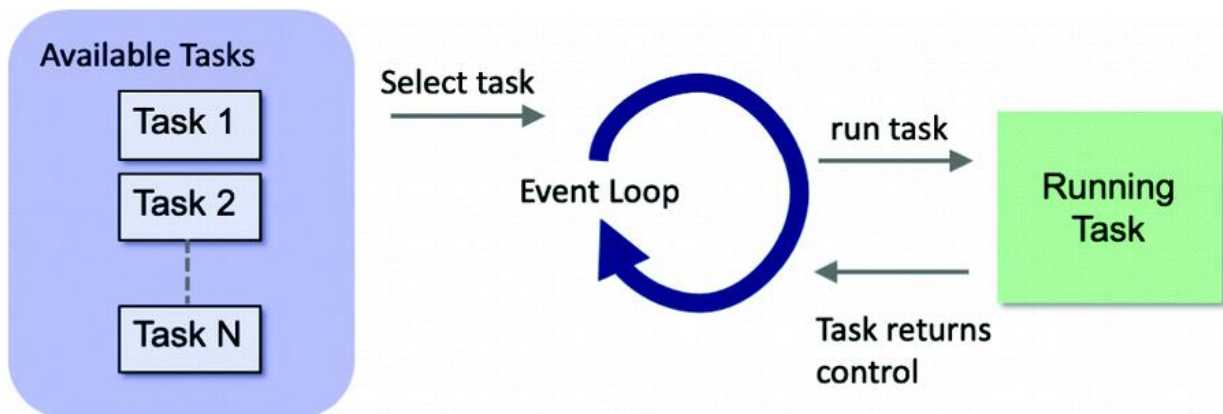 Available Tasks
Task 1
Task 2
Task N
Select task
Event Loop
run task
Task returns
control
Running
Task